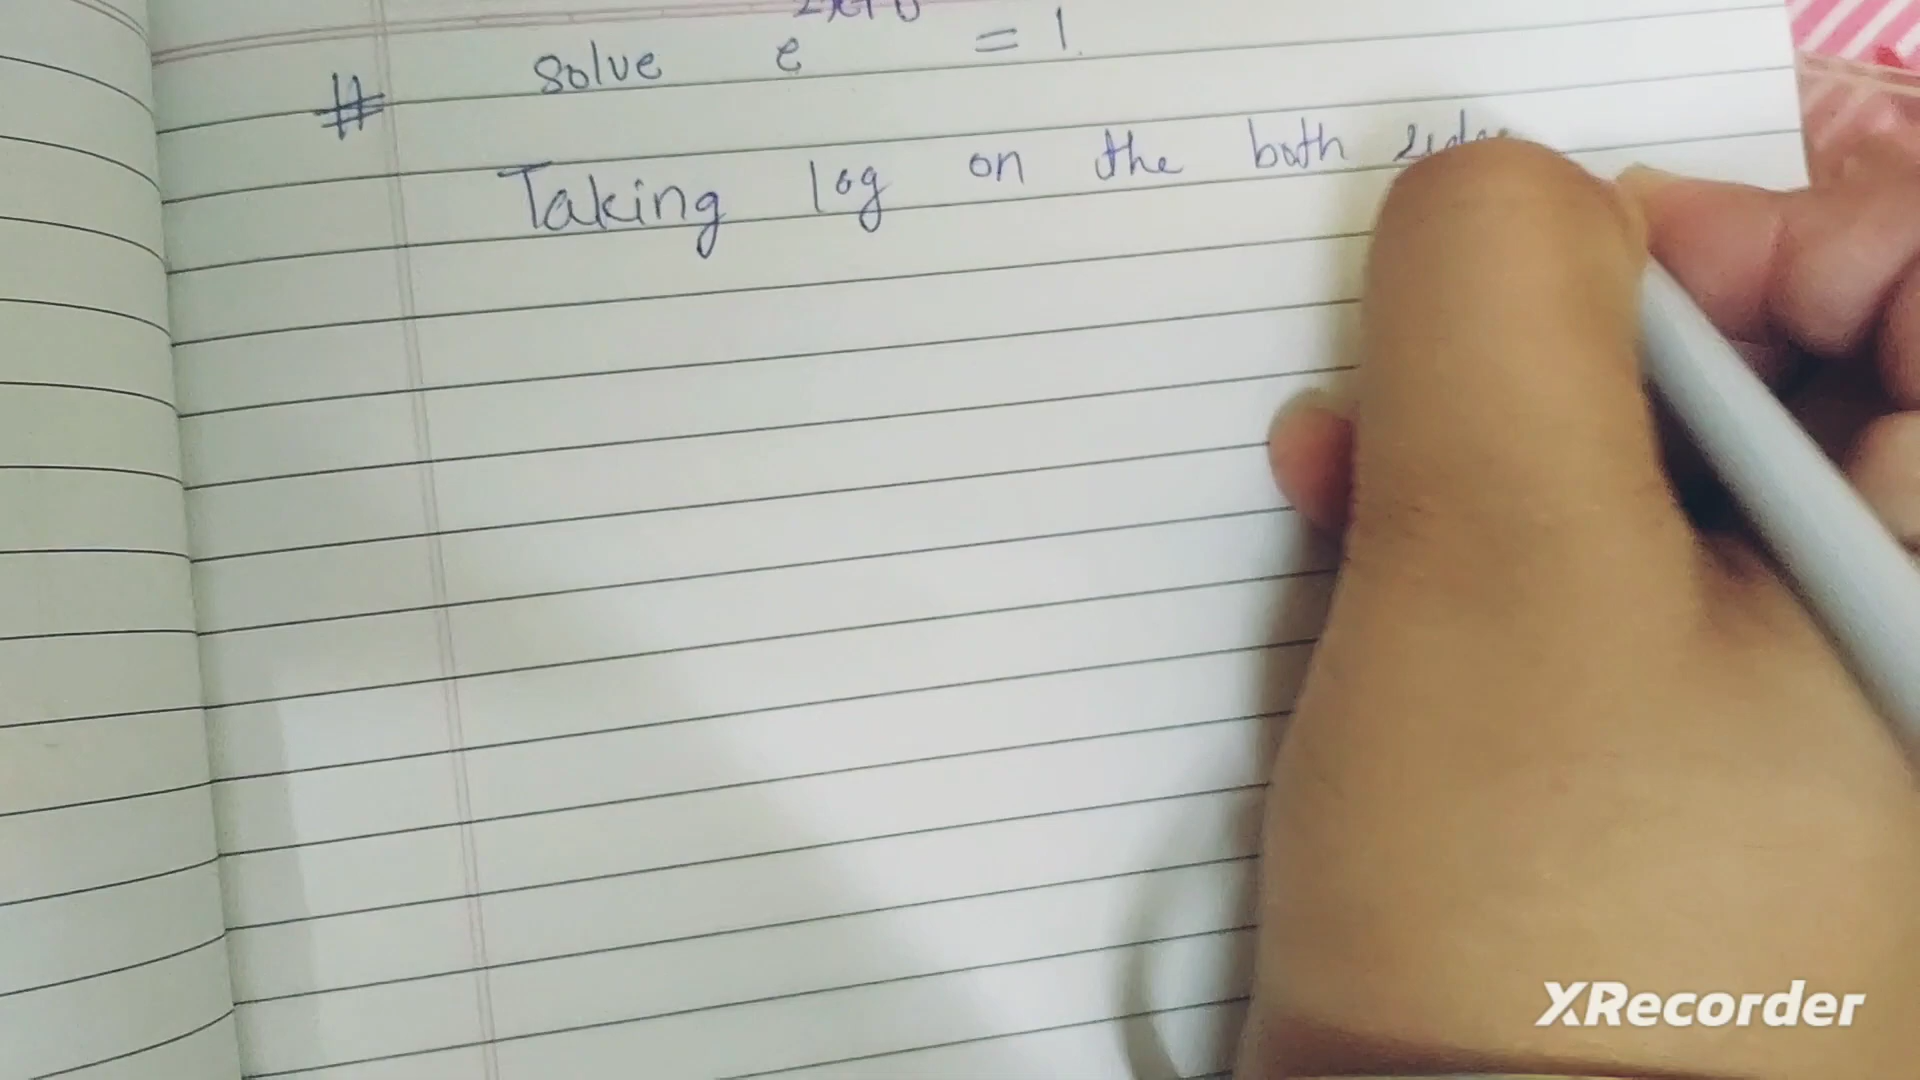 # solve e = 1
Taking log on the both
XRecorder